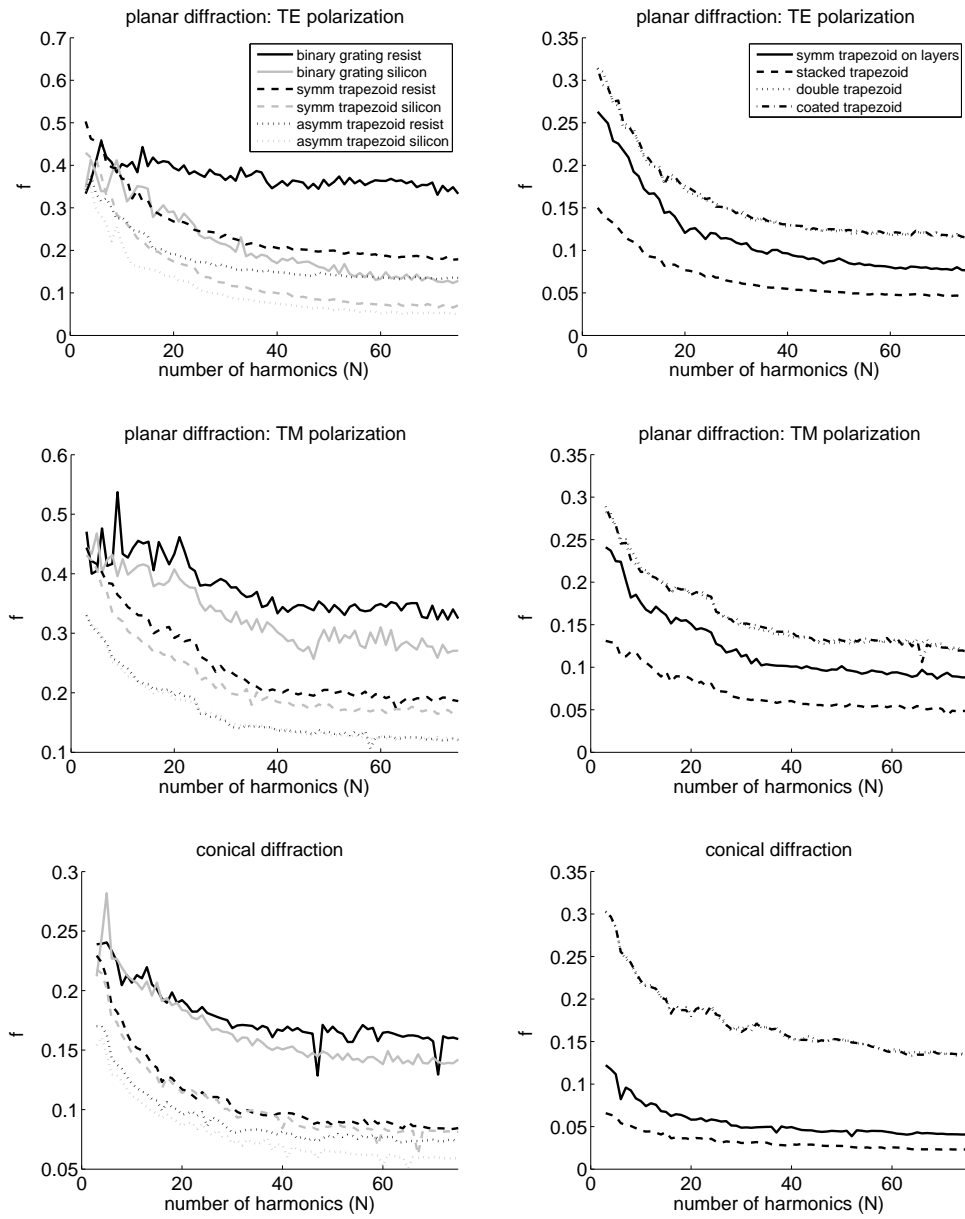 planar diffraction: TE polarization
f
0.7
0.6
0.5
0.4
0.3
0.2
0.1
0
0 20 40 60
number of harmonics (N)
binary grating resist
binary grating silicon
symm trapezoid resist
symm trapezoid silicon
asymm trapezoid resist
asymm trapezoid silicon
planar diffraction: TE polarization
f
0.35
0.3
0.25
0.2
0.15
0.1
0.05
0
0 20 40 60
number of harmonics (N)
symm trapezoid on layers
stacked trapezoid
double trapezoid
coated trapezoid
planar diffraction: TM polarization
f
0.6
0.5
0.4
0.3
0.2
0.1
0 20 40 60
number of harmonics (N)
planar diffraction: TM polarization
f
0.35
0.3
0.25
0.2
0.15
0.1
0.05
0
0 20 40 60
number of harmonics (N)
conical diffraction
f
0.3
0.25
0.2
0.15
0.1
0.05
0 20 40 60
number of harmonics (N)
conical diffraction
f
0.35
0.3
0.25
0.2
0.15
0.1
0.05
0
0 20 40 60
number of harmonics (N)